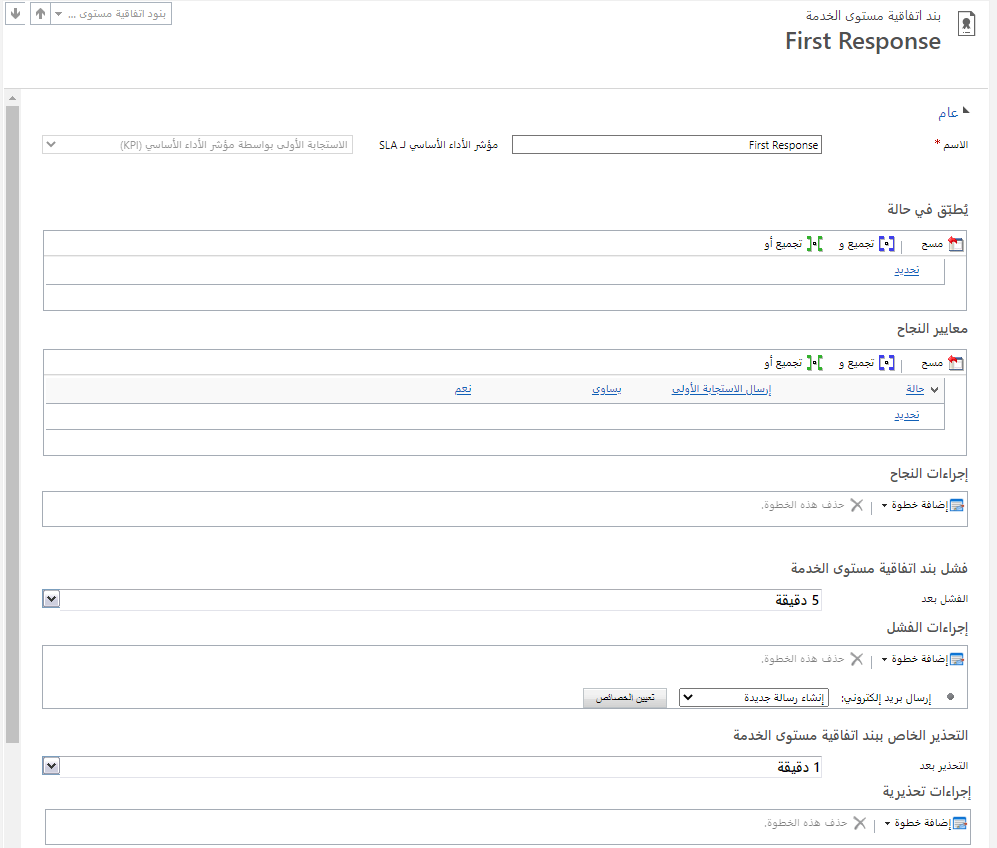 بنود اتفاقية مستوى ...
بند اتفاقية مستوى الخدمة
First Response
عام
الاسم *
First Response
مؤشر الأداء الأساسي لـ SLA
الاستجابة الأولى بواسطة مؤشر الأداء الأساسي (KPI)
يُطبّق في حالة
مسح | تجميع و تجميع أو
تحديد
معايير النجاح
مسح | تجميع و تجميع أو
حالة إرسال الاستجابة الأولى يساوي نعم
تحديد
إجراءات النجاح
إضافة خطوة | حذف هذه الخطوة.
فشل بند اتفاقية مستوى الخدمة
الفشل بعد 5 دقيقة
إجراءات الفشل
إضافة خطوة | حذف هذه الخطوة.
إرسال بريد إلكتروني: إنشاء رسالة جديدة تعيين الخصائص
التحذير الخاص ببند اتفاقية مستوى الخدمة
التحذير بعد 1 دقيقة
إجراءات تحذيرية
إضافة خطوة | حذف هذه الخطوة.